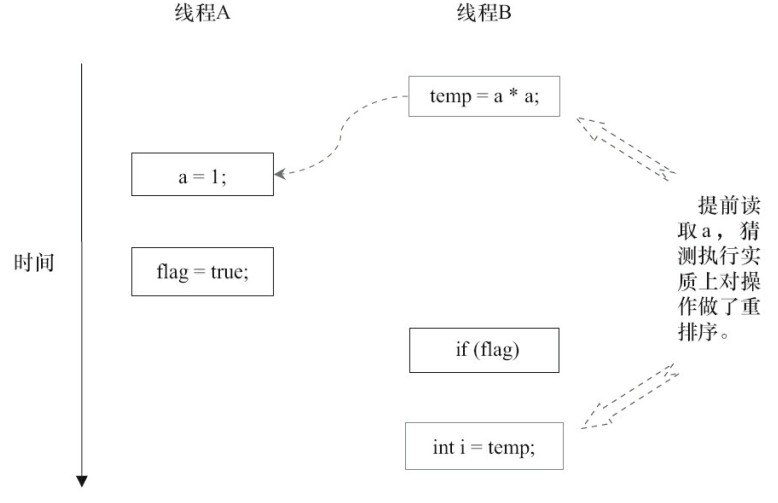 线程A
线程B
temp = a * a;
a = 1;
时间
flag = true;
if (flag)
int i = temp;
提前读
取 a ，猜
测执行实
质上对操
作做了重
排序。